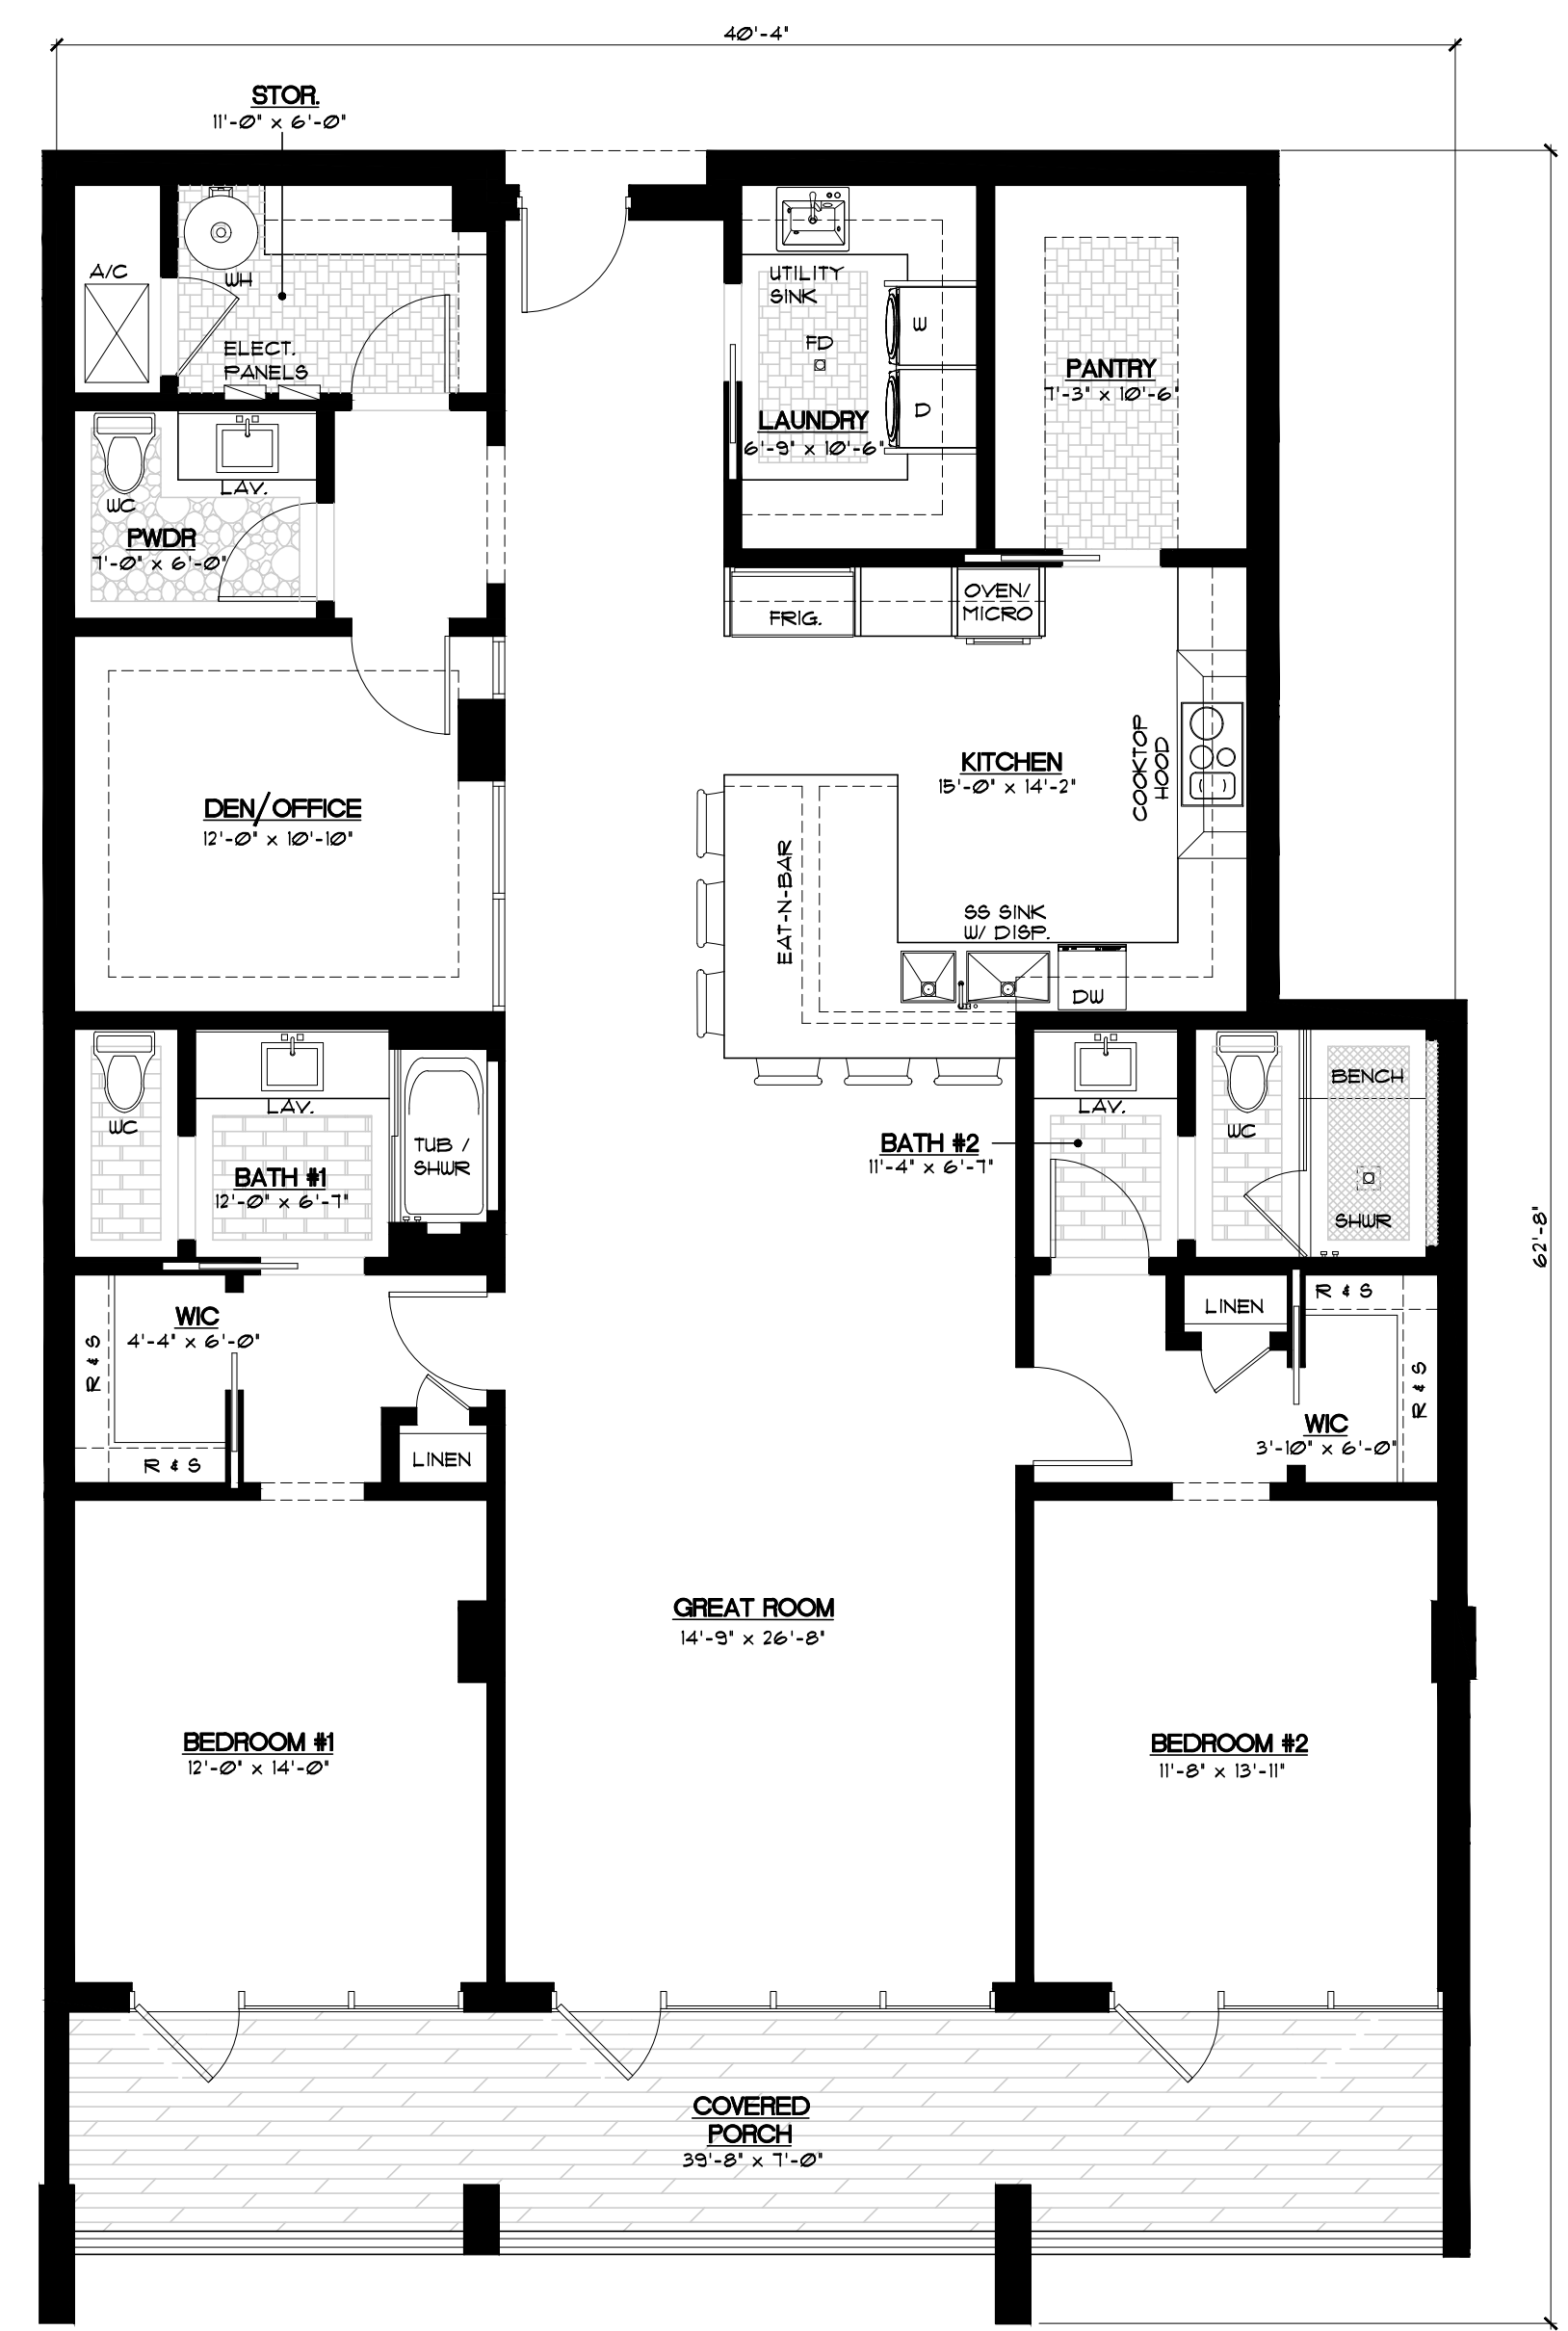 40'-4"
STOR.
11'-0" x 6'-0"
A/C
WH
ELECT.
PANELS
UTILITY
SINK
FD
W
D
LAUNDRY
6'-9" x 10'-6"
PANTRY
7'-3" x 10'-6"
LAV.
WC
PWDR
7'-0" x 6'-0"
FRIG.
OVEN/
MICRO
KITCHEN
15'-0" x 14'-2"
COOKTOP
HOOD
DEN/OFFICE
12'-0" x 10'-10"
EAT-N-BAR
SS SINK
W/ DISP.
DW
LAV.
WC
BATH #1
12'-0" x 6'-7"
TUB /
SHWR
BATH #2
11'-4" x 6'-7"
LAV.
WC
BENCH
SHWR
62'-8"
WIC
4'-4" x 6'-0"
R & S
R & S
LINEN
LINEN
R & S
R & S
WIC
3'-10" x 6'-0"
GREAT ROOM
14'-9" x 26'-8"
BEDROOM #1
12'-0" x 14'-0"
BEDROOM #2
11'-8" x 13'-11"
COVERED
PORCH
39'-8" x 7'-0"